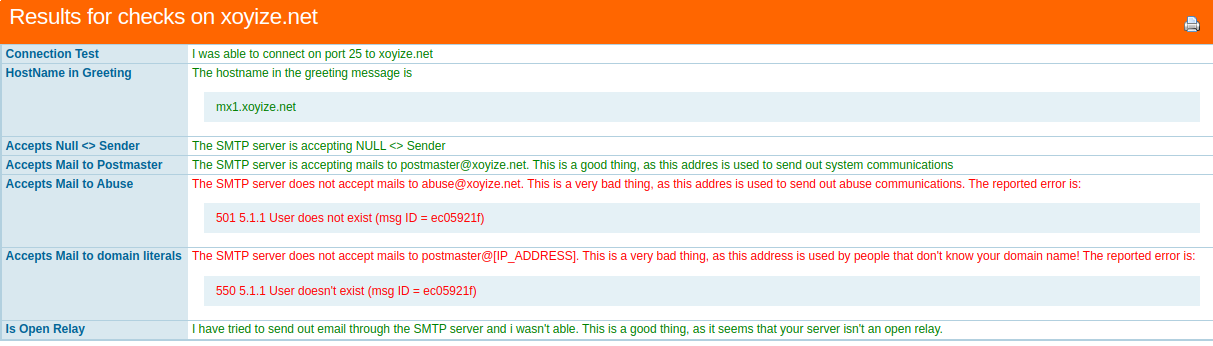 Results for checks on xoyize.net
Connection Test I was able to connect on port 25 to xoyize.net
HostName in Greeting The hostname in the greeting message is
mx1.xoyize.net
Accepts Null <> Sender The SMTP server is accepting NULL <> Sender
Accepts Mail to Postmaster The SMTP server is accepting mails to postmaster@xoyize.net. This is a good thing, as this addres is used to send out system communications
Accepts Mail to Abuse The SMTP server does not accept mails to abuse@xoyize.net. This is a very bad thing, as this addres is used to send out abuse communications. The reported error is:
501 5.1.1 User does not exist (msg ID = ec05921f)
Accepts Mail to domain literals The SMTP server does not accept mails to postmaster@[IP_ADDRESS]. This is a very bad thing, as this address is used by people that don't know your domain name! The reported error is:
550 5.1.1 User doesn't exist (msg ID = ec05921f)
Is Open Relay I have tried to send out email through the SMTP server and i wasn't able. This is a good thing, as it seems that your server isn't an open relay.